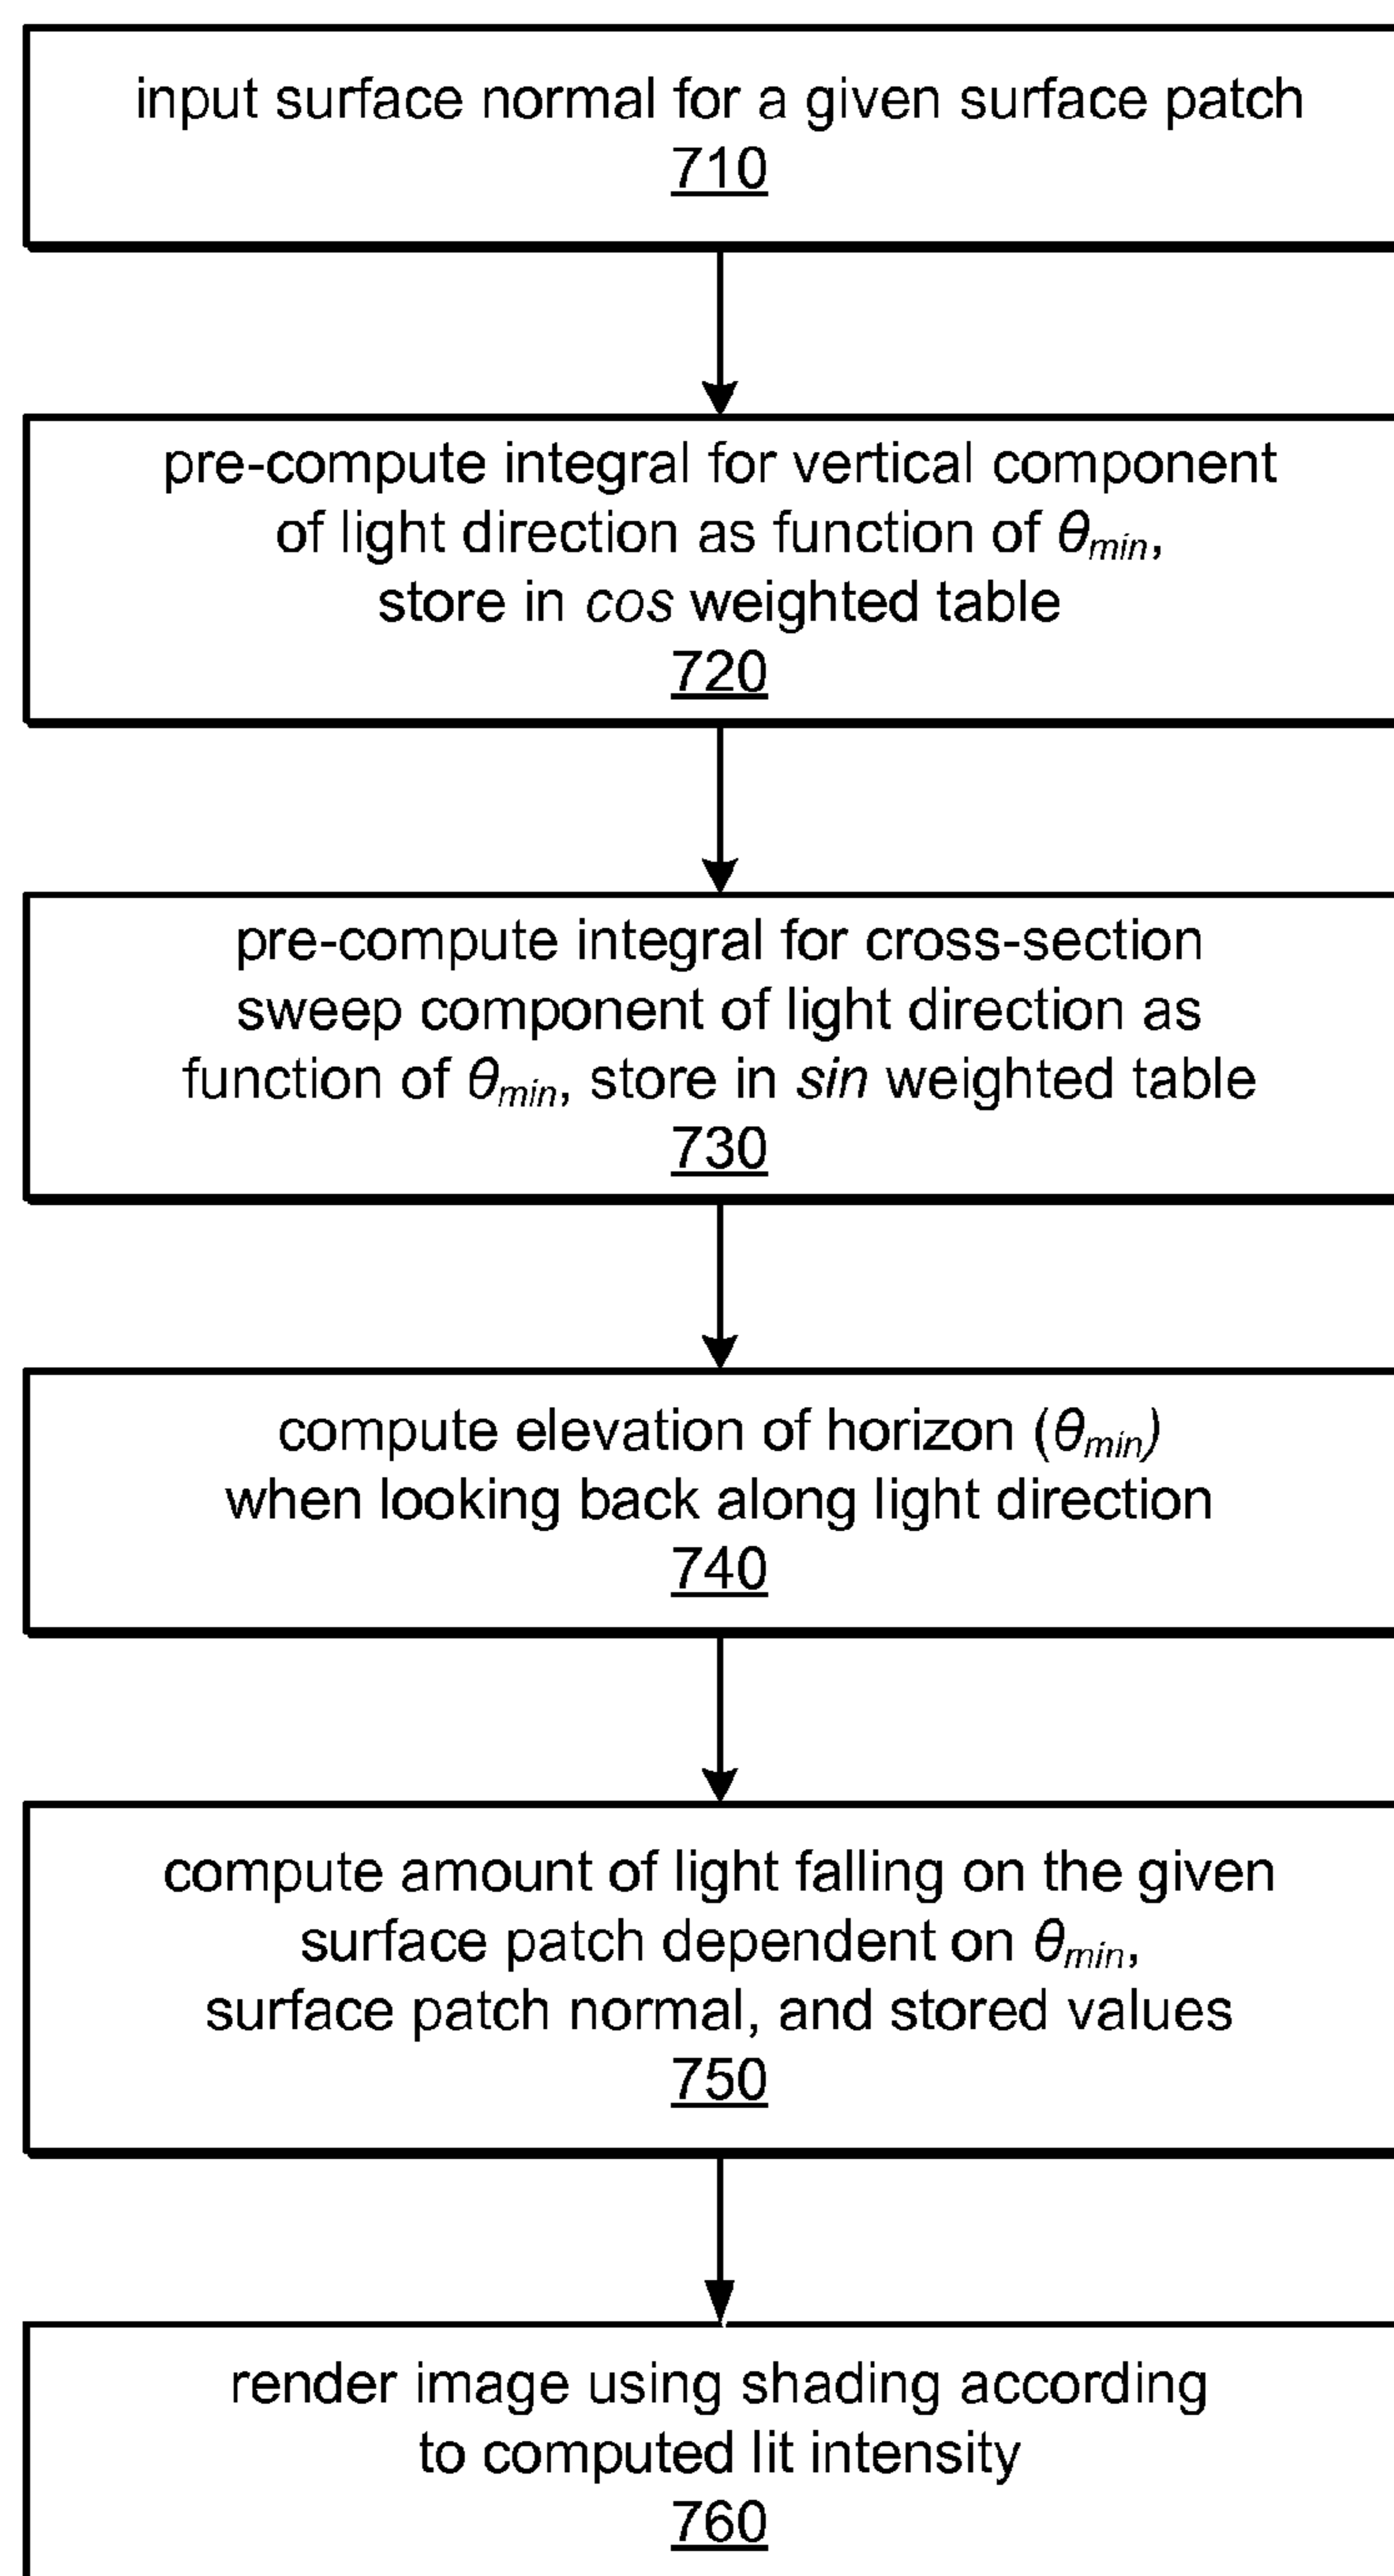 input surface normal for a given surface patch
710
pre-compute integral for vertical component
of light direction as function of θmin,
store in cos weighted table
720
pre-compute integral for cross-section
sweep component of light direction as
function of θmin, store in sin weighted table
730
compute elevation of horizon (θmin)
when looking back along light direction
740
compute amount of light falling on the given
surface patch dependent on θmin,
surface patch normal, and stored values
750
render image using shading according
to computed lit intensity
760